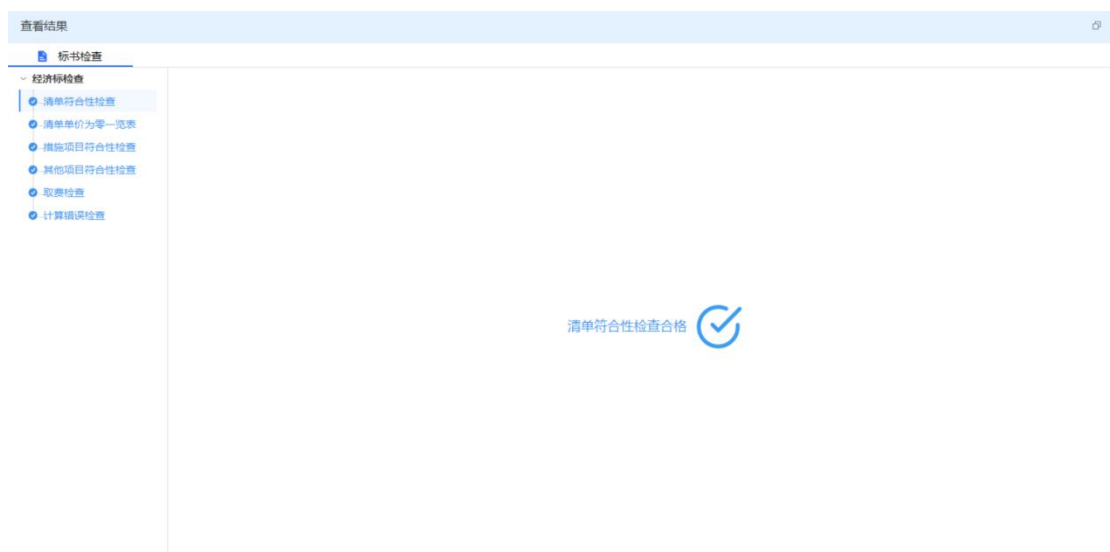 查看结果
标书检查
经济标检查
清单符合性检查
清单单价为零一览表
措施项目符合性检查
其他项目符合性检查
取费检查
计算错误检查
清单符合性检查合格